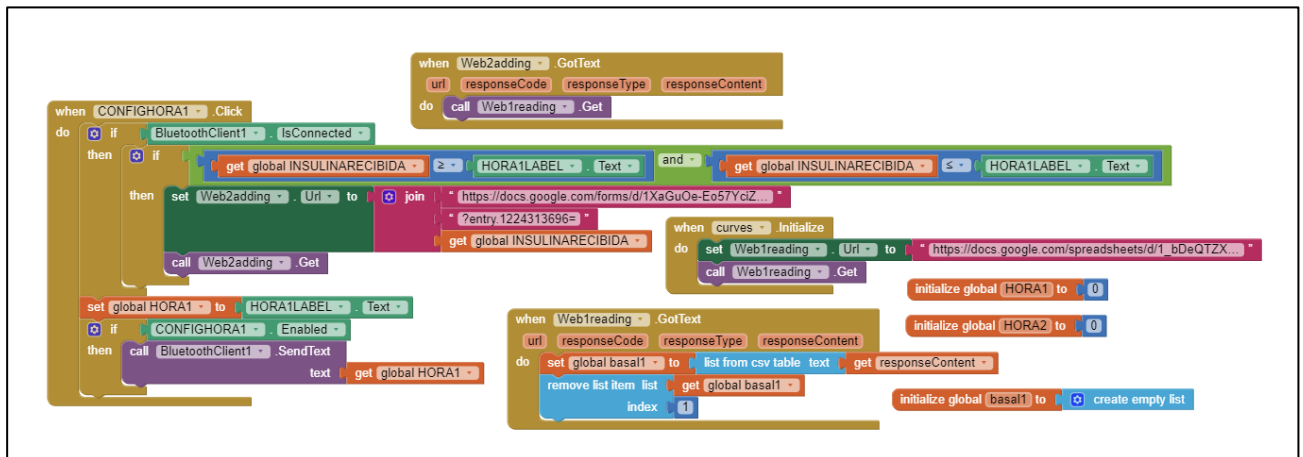 when CONFIGHORA1 .Click
do if BluetoothClient1 . IsConnected
then if get global INSULINARECIBIDA ≥ HORA1LABEL . Text and get global INSULINARECIBIDA ≤ HORA1LABEL . Text
then set Web2adding . Url to join " https://docs.google.com/forms/d/1XaGuOe-Eo57YciZ... "
" ?entry.1224313696= "
get global INSULINARECIBIDA
call Web2adding .Get
set global HORA1 to HORA1LABEL . Text
if CONFIGHORA1 . Enabled
then call BluetoothClient1 .SendText
text get global HORA1
when Web2adding .GotText
url responseCode responseType responseContent
do call Web1reading .Get
when curves .Initialize
do set Web1reading . Url to " https://docs.google.com/spreadsheets/d/1_bDeQTZX... "
call Web1reading .Get
initialize global HORA1 to 0
initialize global HORA2 to 0
when Web1reading .GotText
url responseCode responseType responseContent
do set global basal1 to list from csv table text get responseContent
remove list item list get global basal1
index 1
initialize global basal1 to create empty list